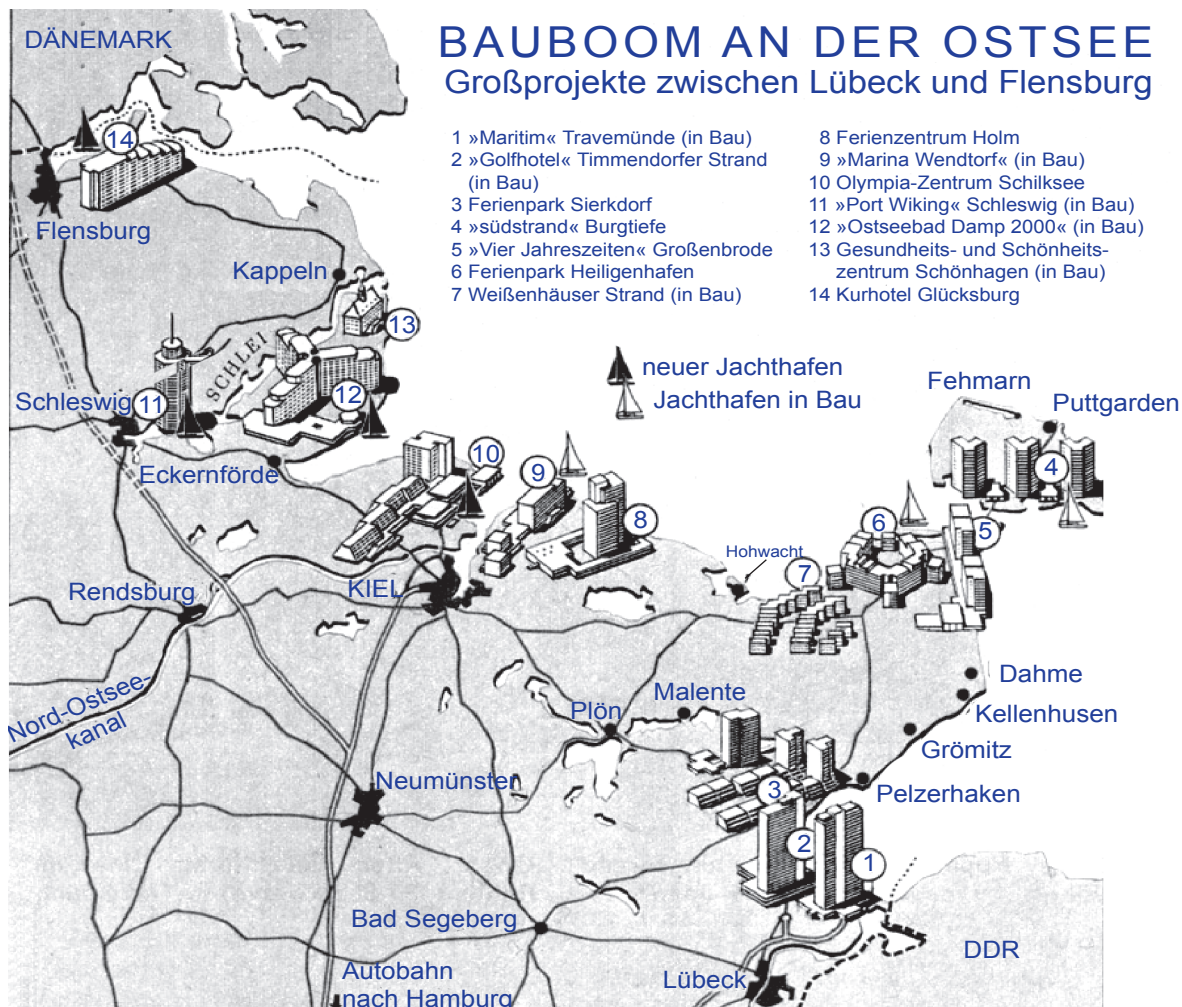 BAUBOOM AN DER OSTSEE
Großprojekte zwischen Lübeck und Flensburg
1 »Maritim« Travemünde (in Bau)
2 »Golfhotel« Timmendorfer Strand
(in Bau)
3 Ferienpark Sierkdorf
4 »südstrand« Burgtiefe
5 »Vier Jahreszeiten« Großenbrode
6 Ferienpark Heiligenhafen
7 Weißenhäuser Strand (in Bau)
8 Ferienzentrum Holm
9 »Marina Wendtorf« (in Bau)
10 Olympia-Zentrum Schilksee
11 »Port Wiking« Schleswig (in Bau)
12 »Ostseebad Damp 2000« (in Bau)
13 Gesundheits- und Schönheits-
zentrum Schönhagen (in Bau)
14 Kurhotel Glücksburg
neuer Jachthafen
Jachthafen in Bau
DÄNEMARK
14
Flensburg
Kappeln
13
SCHLEI
Schleswig
11
12
Fehmarn
Puttgarden
Eckernförde
10
9
8
4
6
5
Hohwacht
7
Rendsburg
KIEL
Nord-Ostsee-
kanal
Dahme
Malente
Kellenhusen
Plön
Grömitz
Neumünster
Pelzerhaken
3
2
1
Bad Segeberg
DDR
Lübeck
Autobahn
nach Hamburg